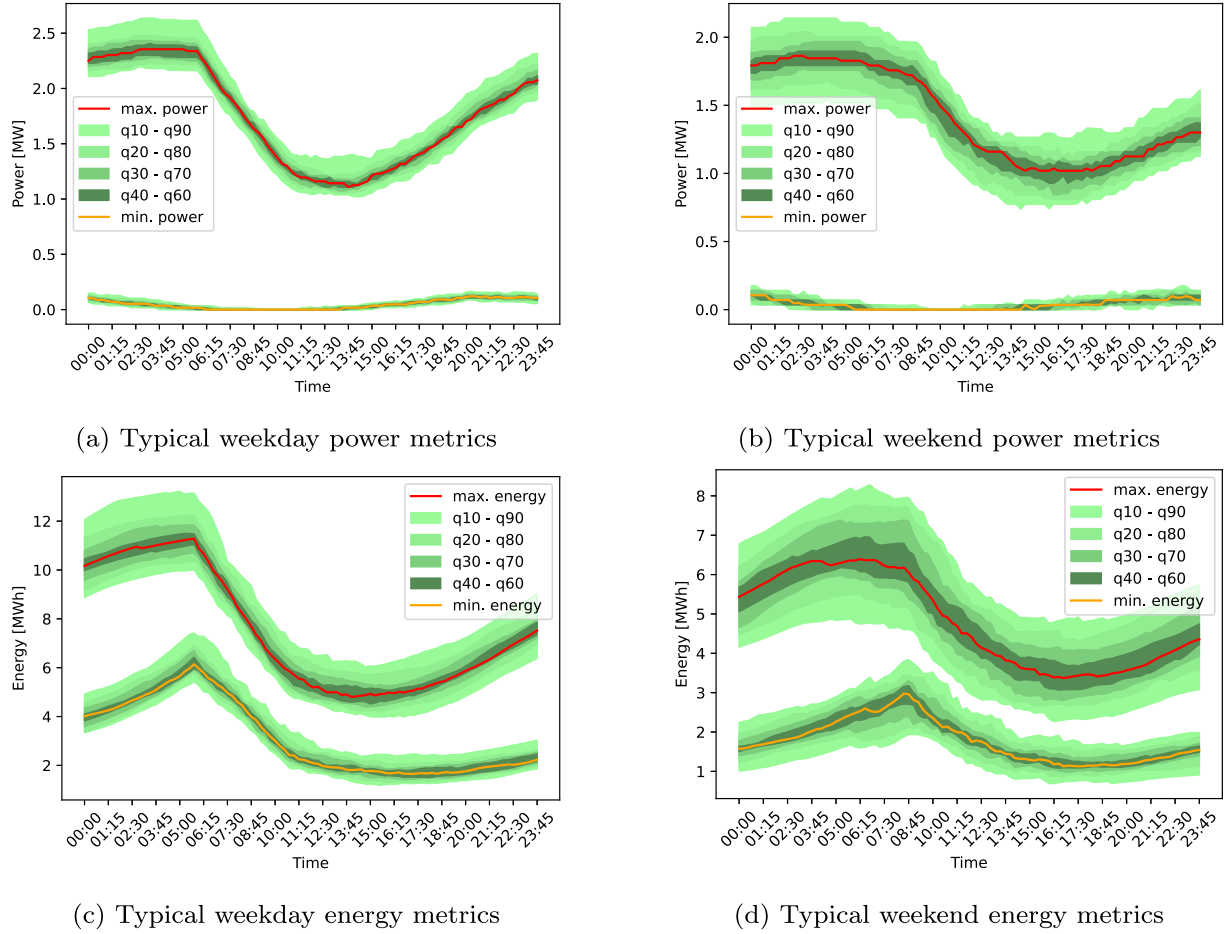 2.5
2.0
1.5
1.0
0.5
0.0
Power [MW]
max. power
q10 - q90
q20 - q80
q30 - q70
q40 - q60
min. power
00:00
01:15
02:30
03:45
05:00
06:15
07:30
08:45
10:00
11:15
12:30
13:45
15:00
16:15
17:30
18:45
20:00
21:15
22:30
23:45
Time
(a) Typical weekday power metrics
2.0
1.5
1.0
0.5
0.0
Power [MW]
max. power
q10 - q90
q20 - q80
q30 - q70
q40 - q60
min. power
00:00
01:15
02:30
03:45
05:00
06:15
07:30
08:45
10:00
11:15
12:30
13:45
15:00
16:15
17:30
18:45
20:00
21:15
22:30
23:45
Time
(b) Typical weekend power metrics
12
10
8
6
4
2
Energy [MWh]
max. energy
q10 - q90
q20 - q80
q30 - q70
q40 - q60
min. energy
00:00
01:15
02:30
03:45
05:00
06:15
07:30
08:45
10:00
11:15
12:30
13:45
15:00
16:15
17:30
18:45
20:00
21:15
22:30
23:45
Time
(c) Typical weekday energy metrics
8
7
6
5
4
3
2
1
Energy [MWh]
max. energy
q10 - q90
q20 - q80
q30 - q70
q40 - q60
min. energy
00:00
01:15
02:30
03:45
05:00
06:15
07:30
08:45
10:00
11:15
12:30
13:45
15:00
16:15
17:30
18:45
20:00
21:15
22:30
23:45
Time
(d) Typical weekend energy metrics